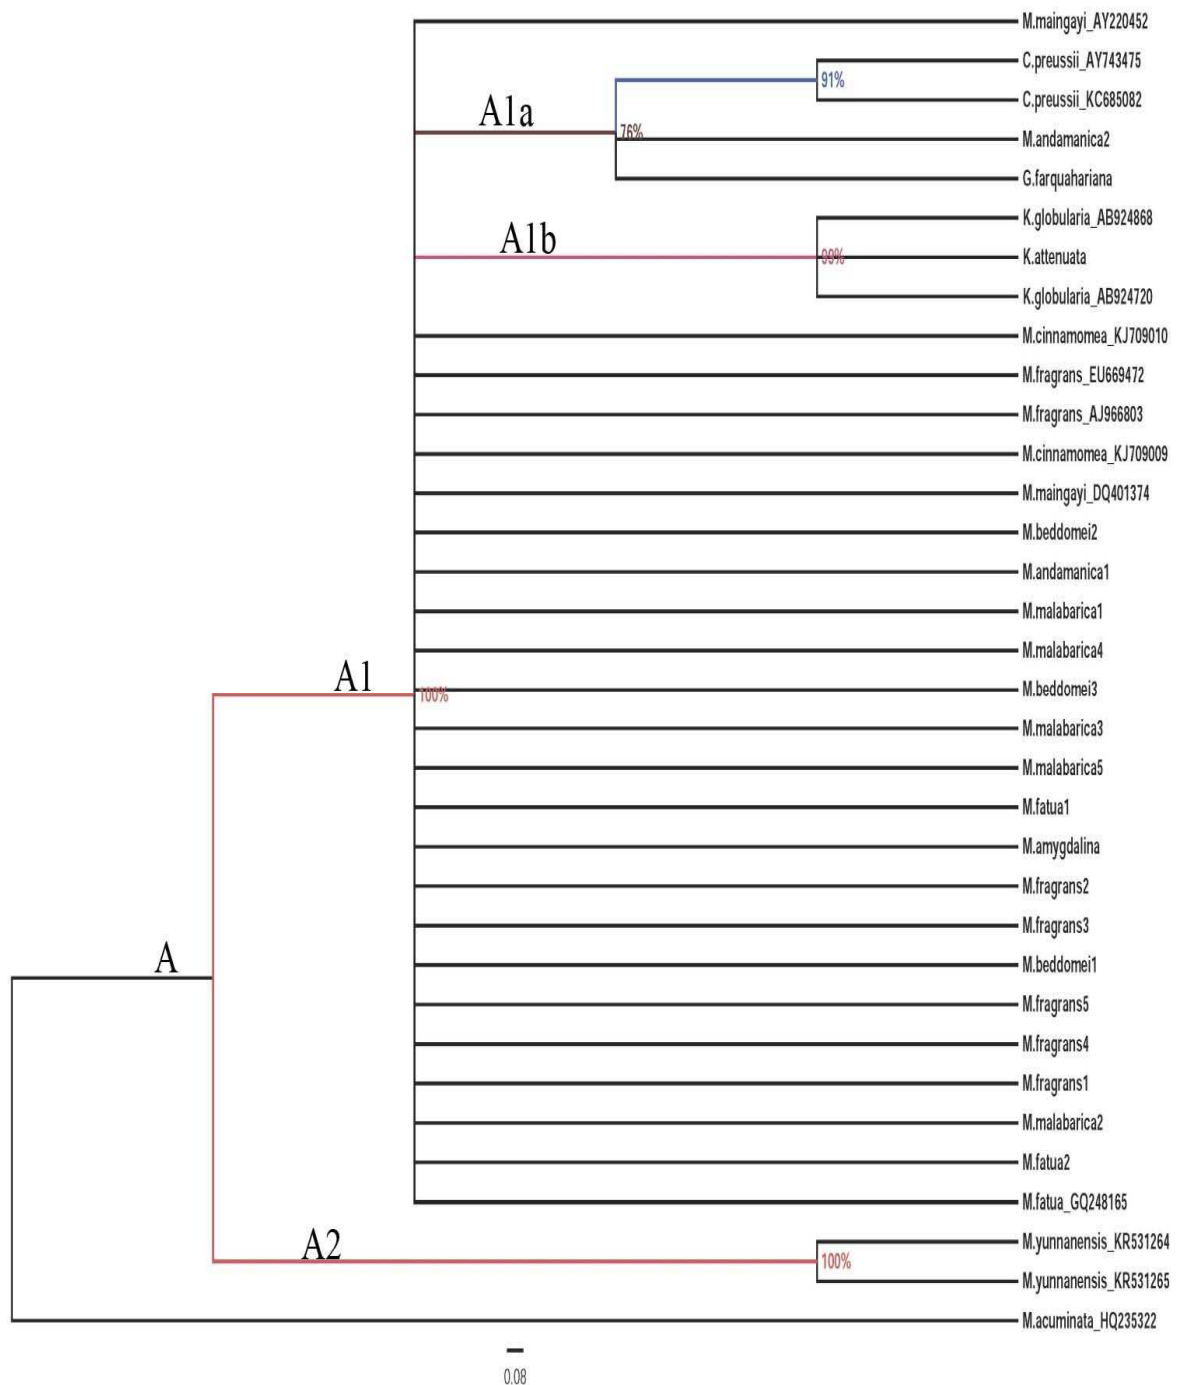 M.maingayi_AY220452
C.preussii_AY743475
91%
C.preussii_KC685082
A1a
76%
M.andamanica2
G.farquahariana
K.globularia_AB924868
A1b
99%
K.attenuata
K.globularia_AB924720
M.cinnamomea_KJ709010
M.fragrans_EU669472
M.fragrans_AJ966803
M.cinnamomea_KJ709009
M.maingayi_DQ401374
M.beddomei2
M.andamanica1
M.malabarica1
M.malabarica4
A1
100%
M.beddomei3
M.malabarica3
M.malabarica5
M.fatua1
M.amygdalina
M.fragrans2
M.fragrans3
A
M.beddomei1
M.fragrans5
M.fragrans4
M.fragrans1
M.malabarica2
M.fatua2
M.fatua_GQ248165
A2
M.yunnanensis_KR531264
100%
M.yunnanensis_KR531265
M.acuminata_HQ235322
0.08